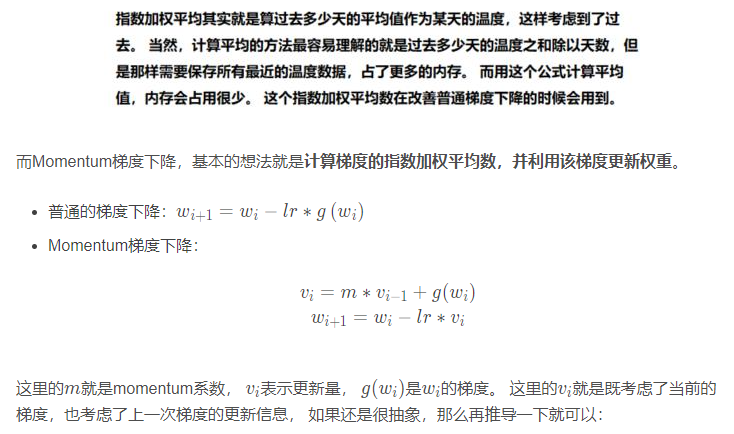 指数加权平均其实就是算过去多少天的平均值作为某天的温度，这样考虑到了过
去。 当然，计算平均的方法最容易理解的就是过去多少天的温度之和除以天数，但
是那样需要保存所有最近的温度数据，占了更多的内存。 而用这个公式计算平均
值，内存会占用很少。 这个指数加权平均数在改善普通梯度下降的时候会用到。
而Momentum梯度下降，基本的想法就是计算梯度的指数加权平均数，并利用该梯度更新权重。
• 普通的梯度下降：$w_{i+1} = w_i - lr * g\,(w_i)$
• Momentum梯度下降：
$v_i = m * v_{i-1} + g(w_i)$
$w_{i+1} = w_i - lr * v_i$
这里的$m$就是momentum系数， $v_i$表示更新量， $g(w_i)$是$w_i$的梯度。 这里的$v_i$就是既考虑了当前的
梯度，也考虑了上一次梯度的更新信息， 如果还是很抽象，那么再推导一下就可以：